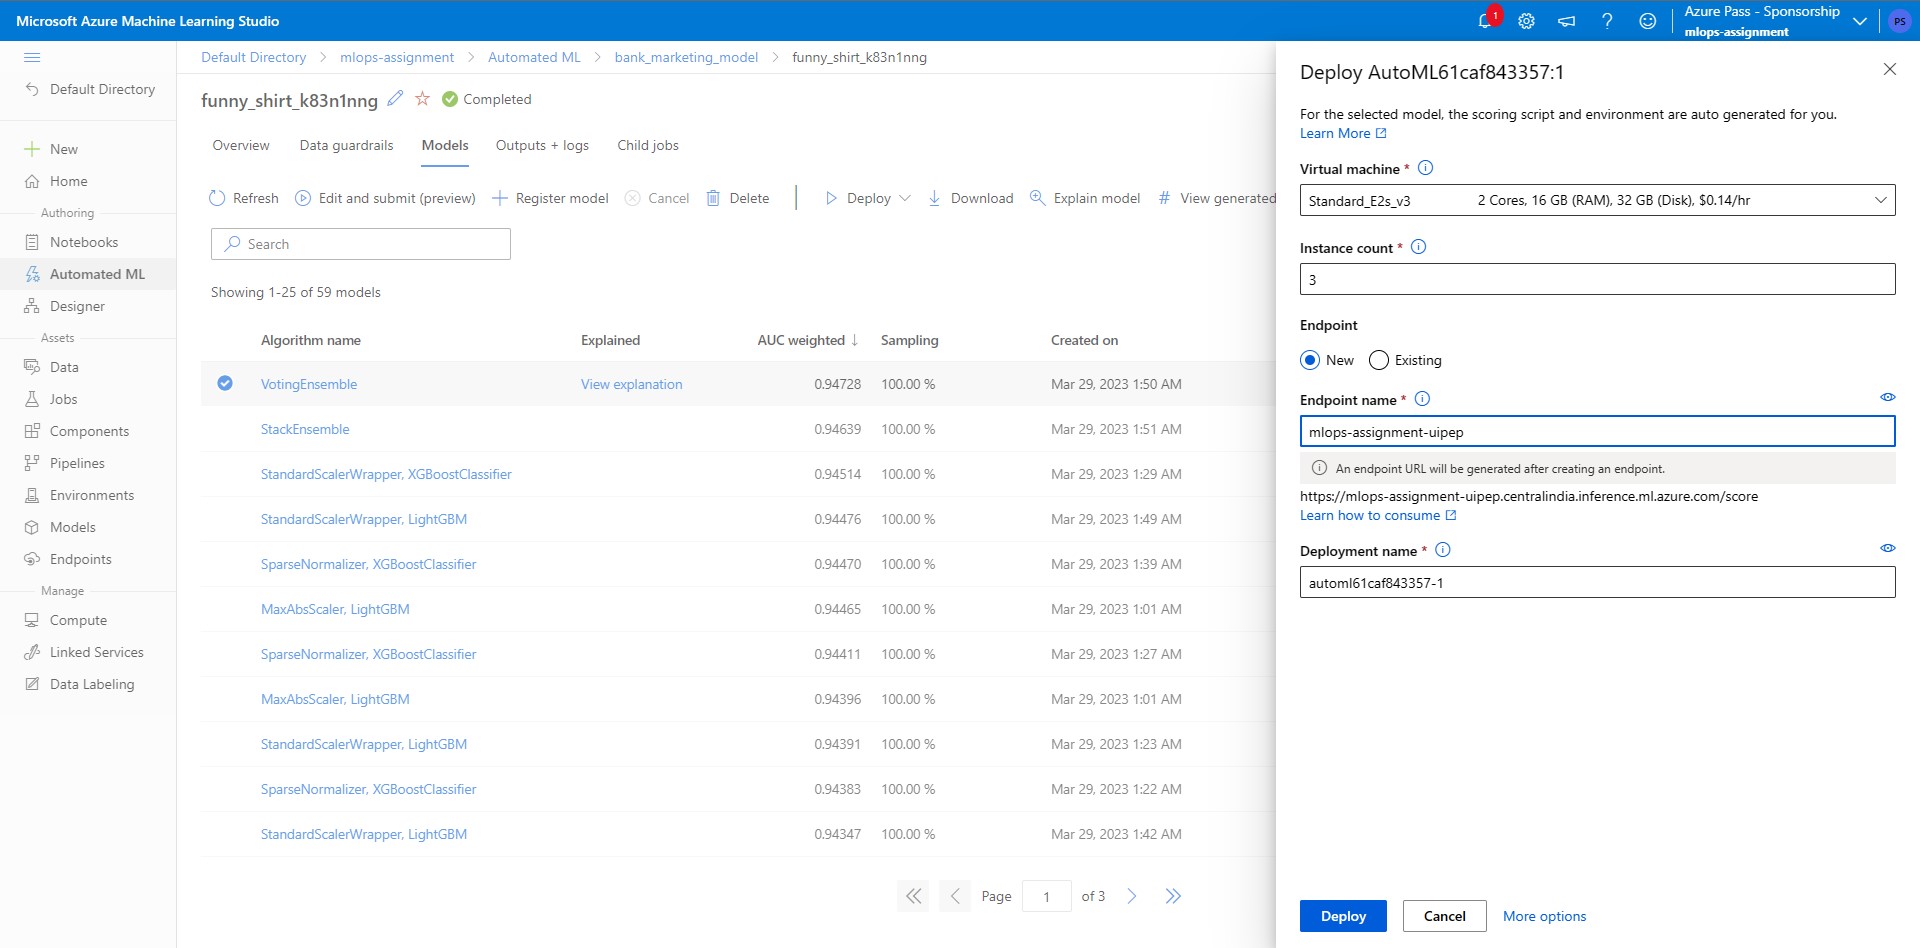 Microsoft Azure Machine Learning Studio
1
Azure Pass - Sponsorship
mlops-assignment
PS
Default Directory
New
Home
Authoring
Notebooks
Automated ML
Designer
Assets
Data
Jobs
Components
Pipelines
Environments
Models
Endpoints
Manage
Compute
Linked Services
Data Labeling
Default Directory > mlops-assignment > Automated ML > bank_marketing_model > funny_shirt_k83n1nng
funny_shirt_k83n1nng Completed
Overview Data guardrails Models Outputs + logs Child jobs
Refresh Edit and submit (preview) Register model Cancel Delete Deploy Download Explain model View generated
Search
Showing 1-25 of 59 models
Algorithm name Explained AUC weighted ↓ Sampling Created on
VotingEnsemble View explanation 0.94728 100.00 % Mar 29, 2023 1:50 AM
StackEnsemble 0.94639 100.00 % Mar 29, 2023 1:51 AM
StandardScalerWrapper, XGBoostClassifier 0.94514 100.00 % Mar 29, 2023 1:29 AM
StandardScalerWrapper, LightGBM 0.94476 100.00 % Mar 29, 2023 1:49 AM
SparseNormalizer, XGBoostClassifier 0.94470 100.00 % Mar 29, 2023 1:39 AM
MaxAbsScaler, LightGBM 0.94465 100.00 % Mar 29, 2023 1:01 AM
SparseNormalizer, XGBoostClassifier 0.94411 100.00 % Mar 29, 2023 1:27 AM
MaxAbsScaler, LightGBM 0.94396 100.00 % Mar 29, 2023 1:01 AM
StandardScalerWrapper, LightGBM 0.94391 100.00 % Mar 29, 2023 1:23 AM
SparseNormalizer, XGBoostClassifier 0.94383 100.00 % Mar 29, 2023 1:22 AM
StandardScalerWrapper, LightGBM 0.94347 100.00 % Mar 29, 2023 1:42 AM
Page 1 of 3
Deploy AutoML61caf843357:1
For the selected model, the scoring script and environment are auto generated for you.
Learn More
Virtual machine *
Standard_E2s_v3 2 Cores, 16 GB (RAM), 32 GB (Disk), $0.14/hr
Instance count *
3
Endpoint
New Existing
Endpoint name *
mlops-assignment-uipep
An endpoint URL will be generated after creating an endpoint.
https://mlops-assignment-uipep.centralindia.inference.ml.azure.com/score
Learn how to consume
Deployment name *
automl61caf843357-1
Deploy Cancel More options